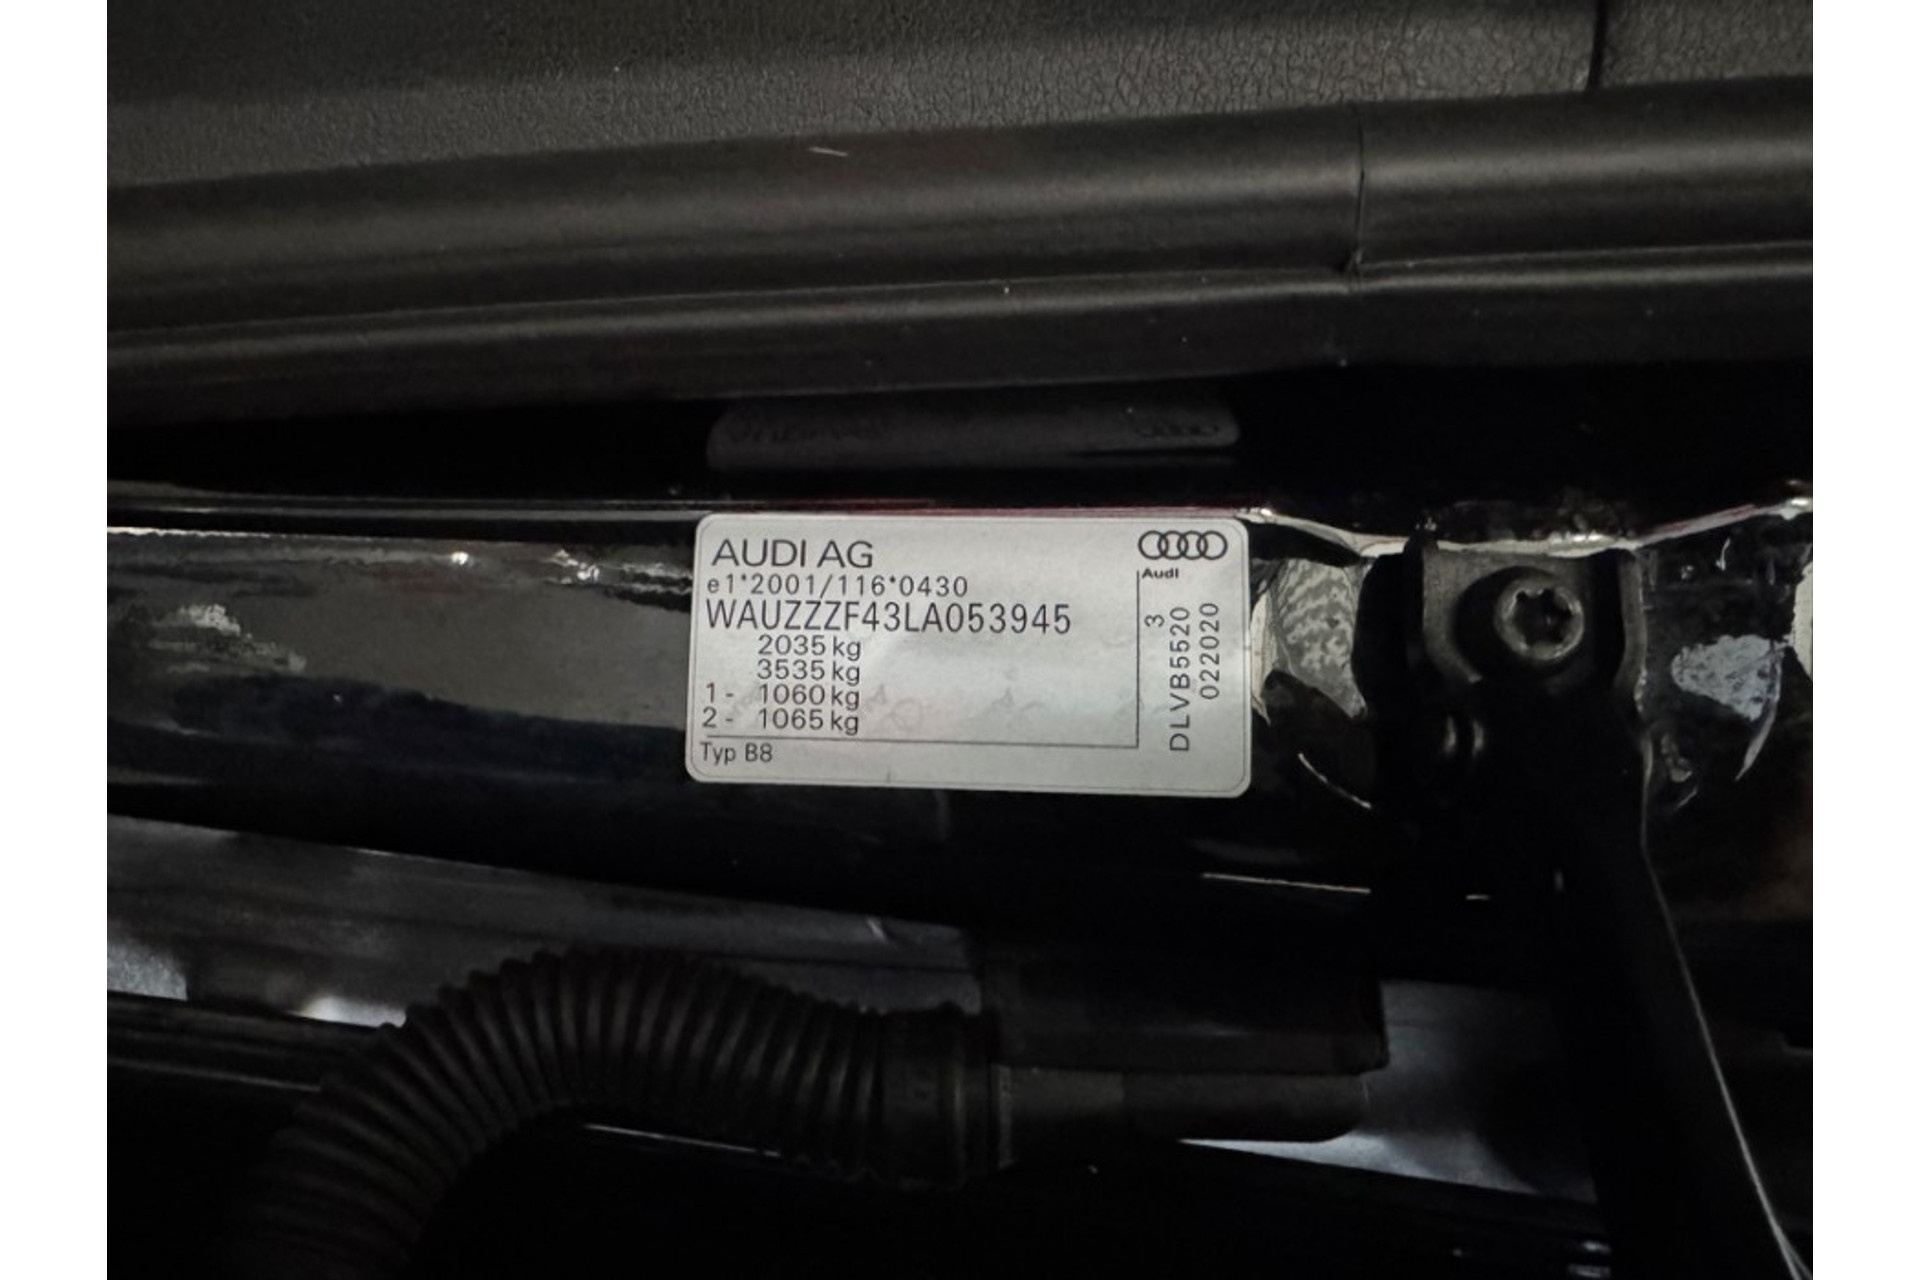 AUDI AG
e1*2001/116*0430
WAUZZZF43LA053945
2035 kg
3535 kg
1- 1060 kg
2- 1065 kg
Typ B8
Audi
3
DLVB5520
022020